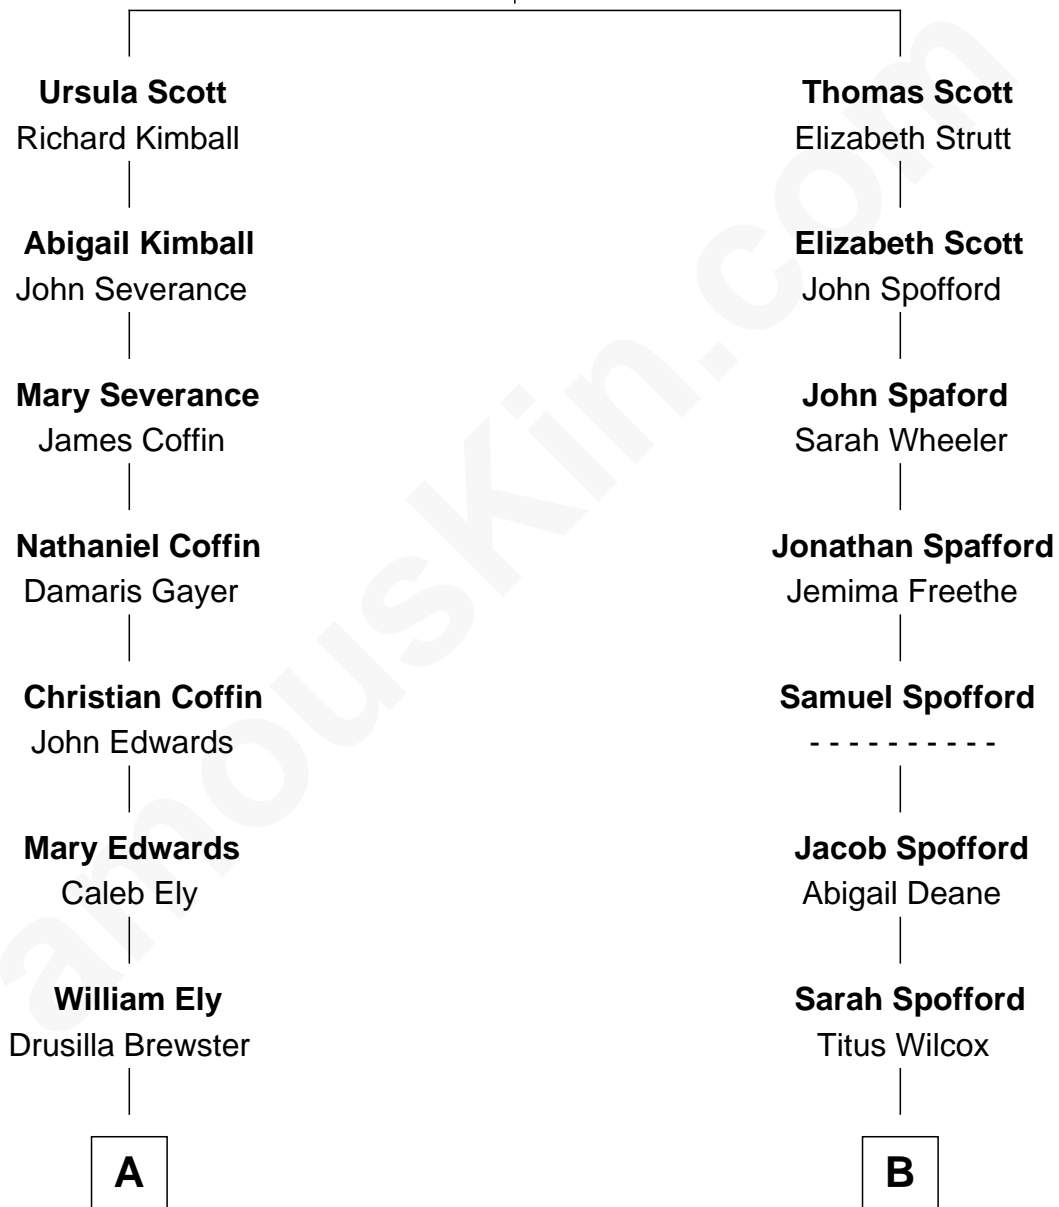 Ursula Scott
Richard Kimball
Thomas Scott
Elizabeth Strutt
Abigail Kimball
John Severance
Elizabeth Scott
John Spofford
Mary Severance
James Coffin
John Spaford
Sarah Wheeler
Nathaniel Coffin
Damaris Gayer
Jonathan Spafford
Jemima Freethe
Christian Coffin
John Edwards
Samuel Spofford
- - - - - - - - - -
Mary Edwards
Caleb Ely
Jacob Spofford
Abigail Deane
William Ely
Drusilla Brewster
Sarah Spofford
Titus Wilcox
A
B
amouskin.com